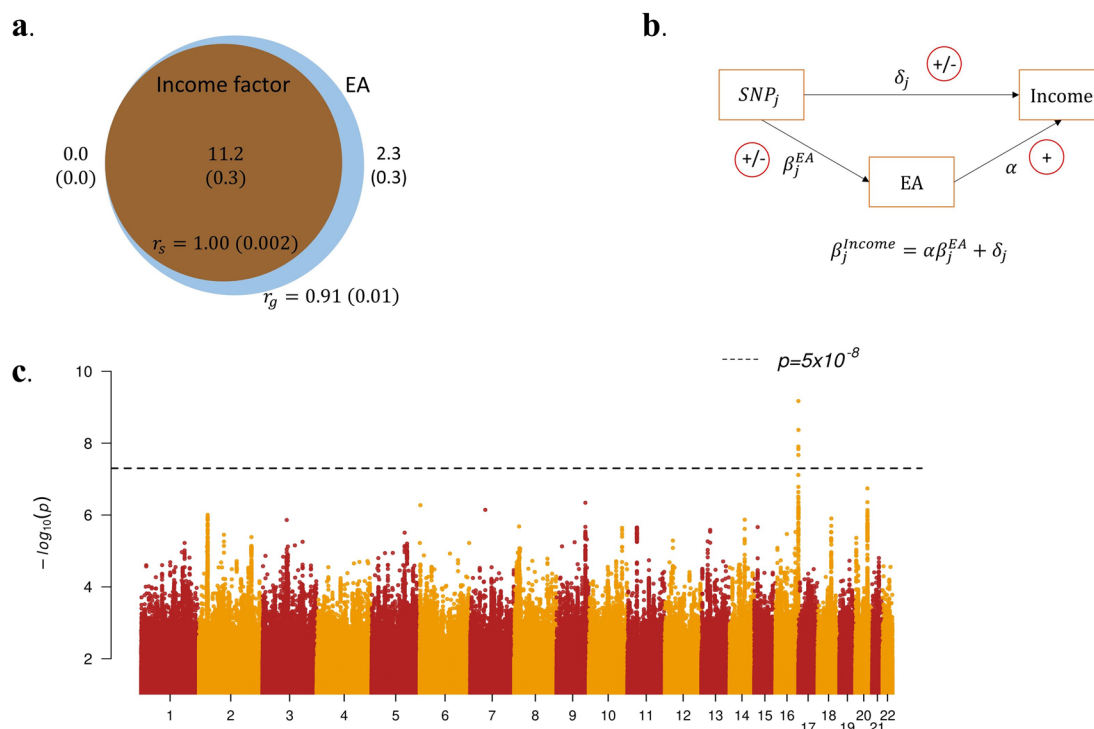 a.
Income factor
EA
0.0
(0.0)
11.2
(0.3)
2.3
(0.3)
r_s = 1.00 (0.002)
r_g = 0.91 (0.01)
b.
SNP_j
δ_j
+/-
Income
+/-
β_j^{EA}
EA
α
+
β_j^{Income} = αβ_j^{EA} + δ_j
c.
p=5x10^{-8}
−log_{10}(p)
10
8
6
4
2
1 2 3 4 5 6 7 8 9 10 11 12 13 14 15 16 17 18 19 20 21 22